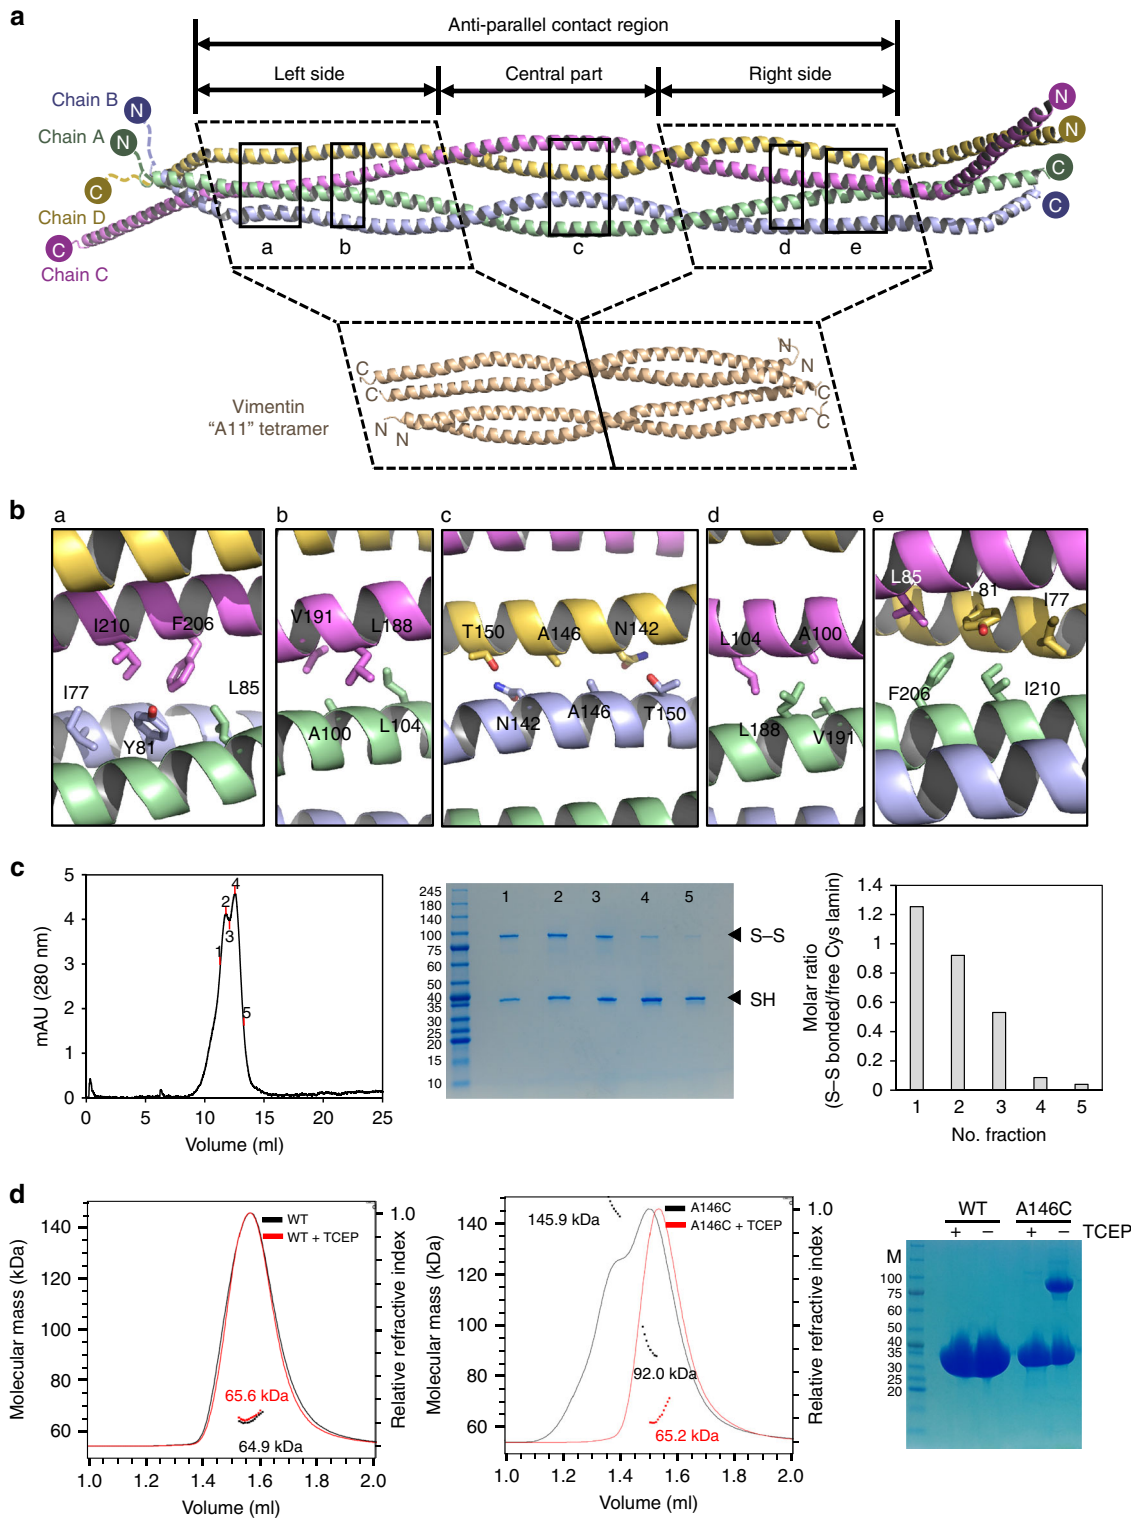 a
Anti-parallel contact region
Left side
Central part
Right side
Chain B
N
Chain A
N
C
Chain D
C
Chain C
N
N
C
C
a
b
c
d
e
C
C
N
N
N
N
C
C
Vimentin
“A11” tetramer
b
a
I210
F206
I77
Y81
L85
b
V191
L188
A100
L104
c
T150
A146
N142
N142
A146
T150
d
L104
A100
L188
V191
e
L85
Y81
I77
F206
I210
c
mAU (280 nm)
5
4
3
2
1
0
0
5
10
15
20
25
Volume (ml)
1
2
3
4
5
245
180
140
100
75
60
50
40
35
30
25
20
15
10
1
2
3
4
5
S–S
SH
Molar ratio
(S–S bonded/free Cys lamin)
1.4
1.2
1
0.8
0.6
0.4
0.2
0
1
2
3
4
5
No. fraction
d
Molecular mass (kDa)
140
120
100
80
60
1.0
1.2
1.4
1.6
1.8
2.0
Volume (ml)
WT
WT + TCEP
65.6 kDa
64.9 kDa
1.0
Relative refractive index
Molecular mass (kDa)
140
120
100
80
60
1.0
1.2
1.4
1.6
1.8
2.0
Volume (ml)
145.9 kDa
A146C
A146C + TCEP
92.0 kDa
65.2 kDa
1.0
Relative refractive index
WT
A146C
+
–
+
–
TCEP
M
100
75
60
50
40
35
30
25
20